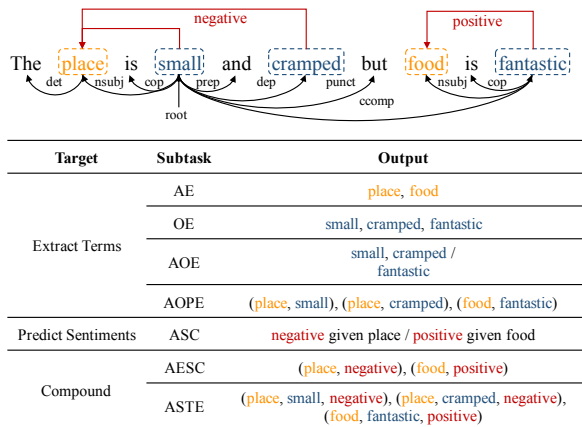 negative positive
The place is small and cramped but food is fantastic
det nsubj cop prep dep punct nsubj cop
ccomp
root
Target Subtask Output
AE place, food
OE small, cramped, fantastic
Extract Terms
AOE small, cramped /
fantastic
AOPE (place, small), (place, cramped), (food, fantastic)
Predict Sentiments ASC negative given place / positive given food
AESC (place, negative), (food, positive)
Compound
ASTE (place, small, negative), (place, cramped, negative),
(food, fantastic, positive)